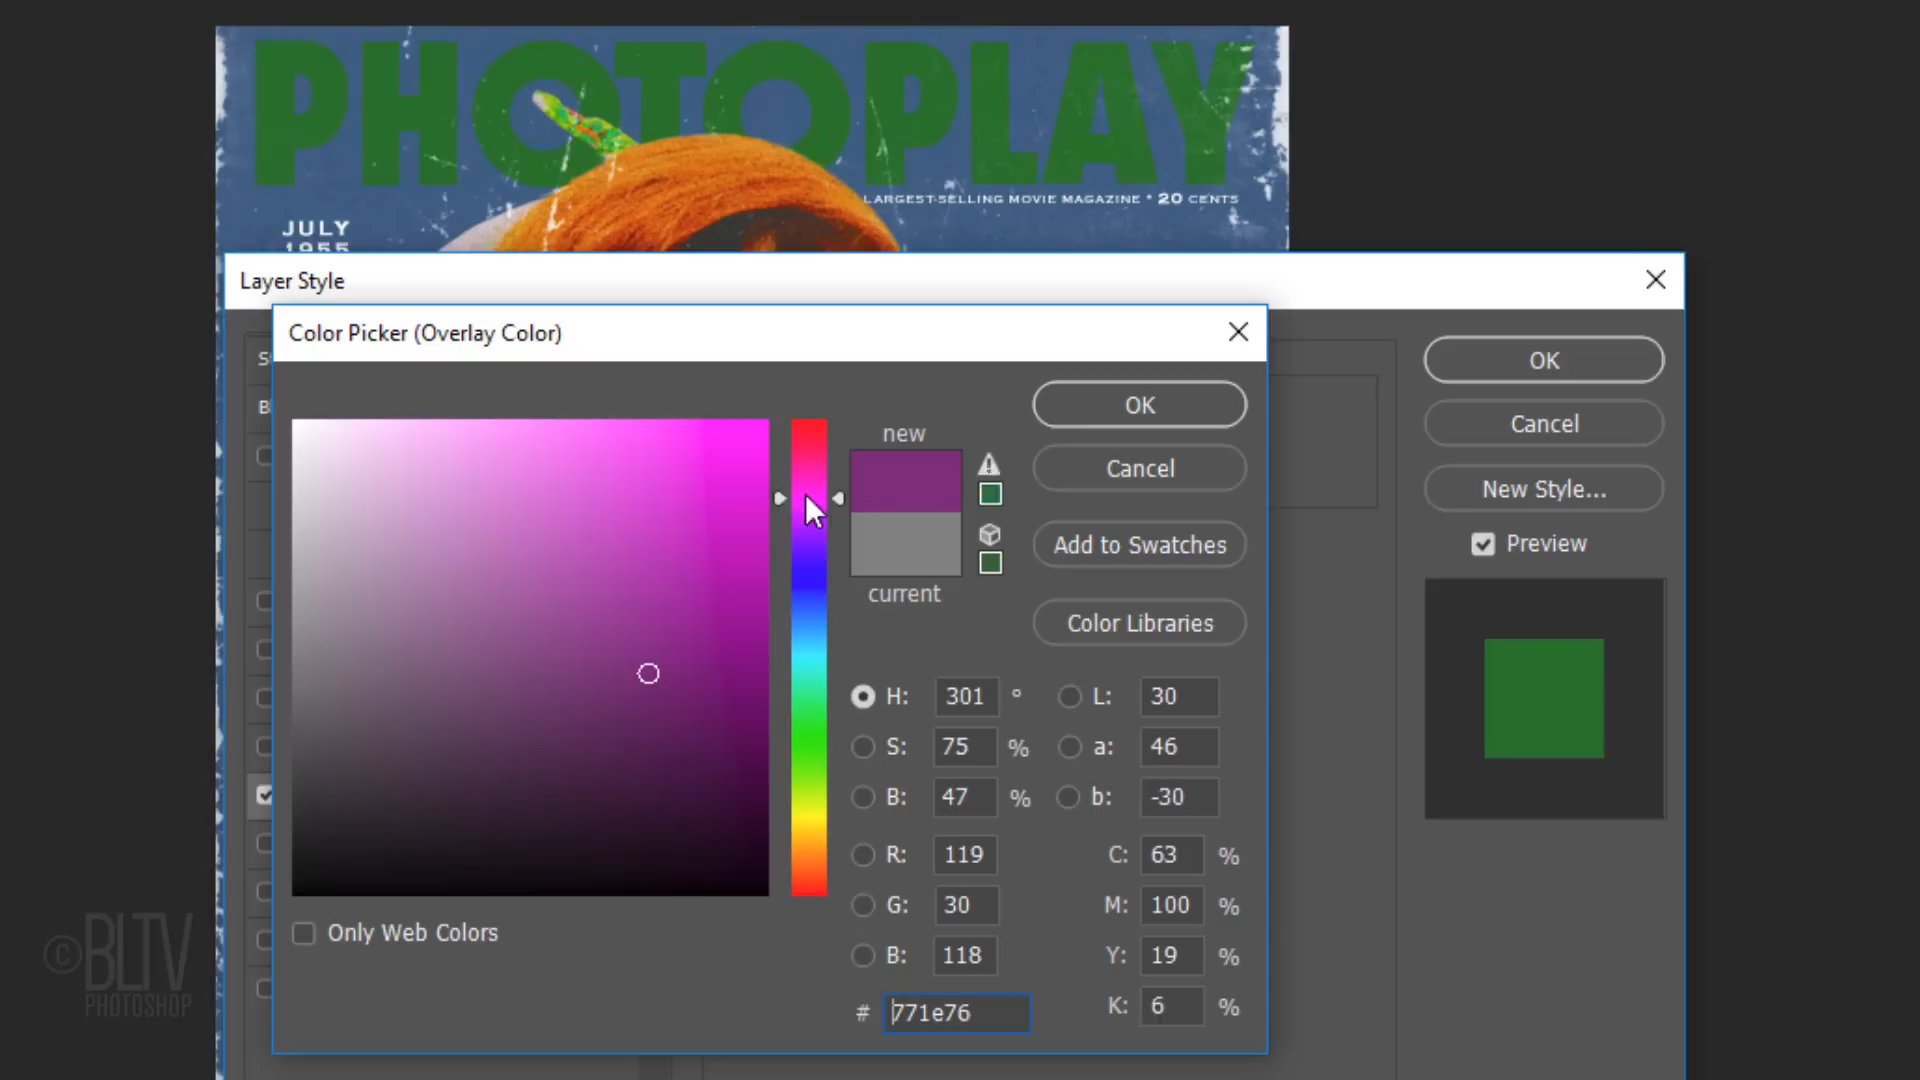 PHOTOPLAY
LARGEST-SELLING MOVIE MAGAZINE * 20 CENTS
JULY
1955
Layer Style
Color Picker (Overlay Color)
new
current
OK
Cancel
Add to Swatches
Color Libraries
H: 301 °
S: 75 %
B: 47 %
L: 30
a: 46
b: -30
R: 119
G: 30
B: 118
C: 63 %
M: 100 %
Y: 19 %
K: 6 %
# 771e76
Only Web Colors
OK
Cancel
New Style...
Preview
©BLTV
PHOTOSHOP